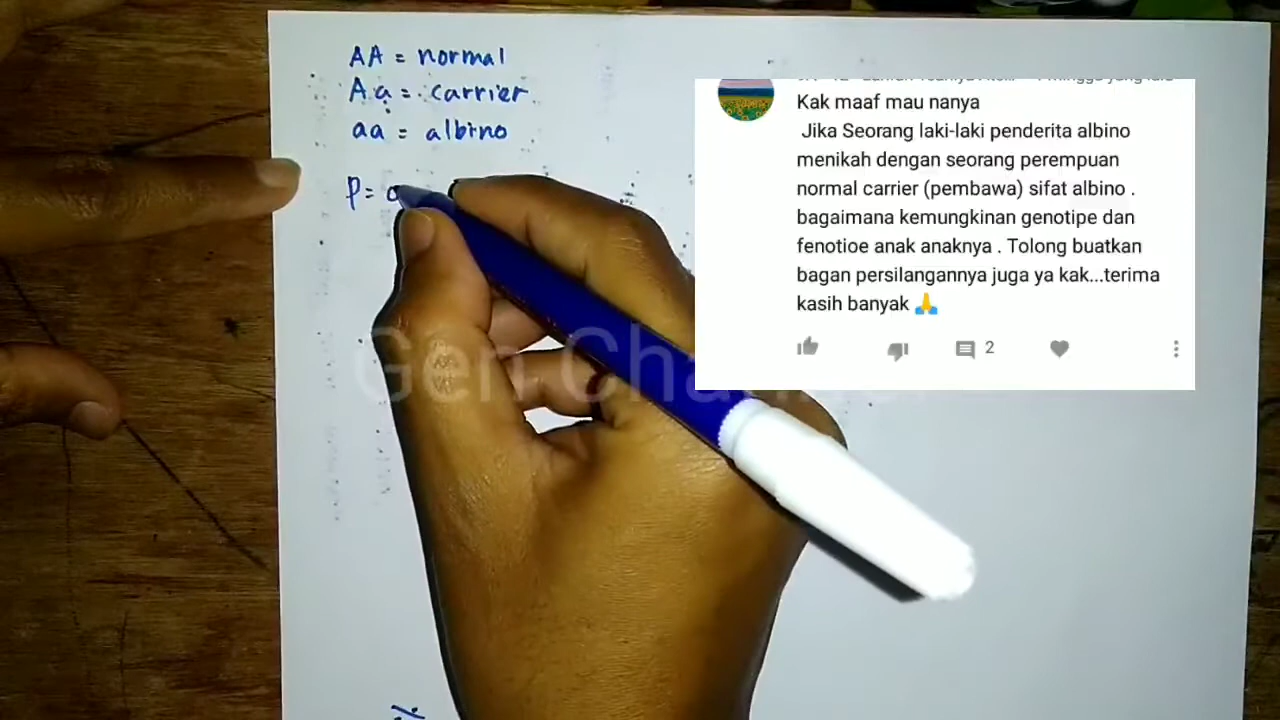 AA = normal
Aa = carrier
aa = albino
P =
Kak maaf mau nanya
Jika Seorang laki-laki penderita albino
menikah dengan seorang perempuan
normal carrier (pembawa) sifat albino .
bagaimana kemungkinan genotipe dan
fenotioe anak anaknya . Tolong buatkan
bagan persilangannya juga ya kak...terima
kasih banyak 🙏
2
Gen Cha